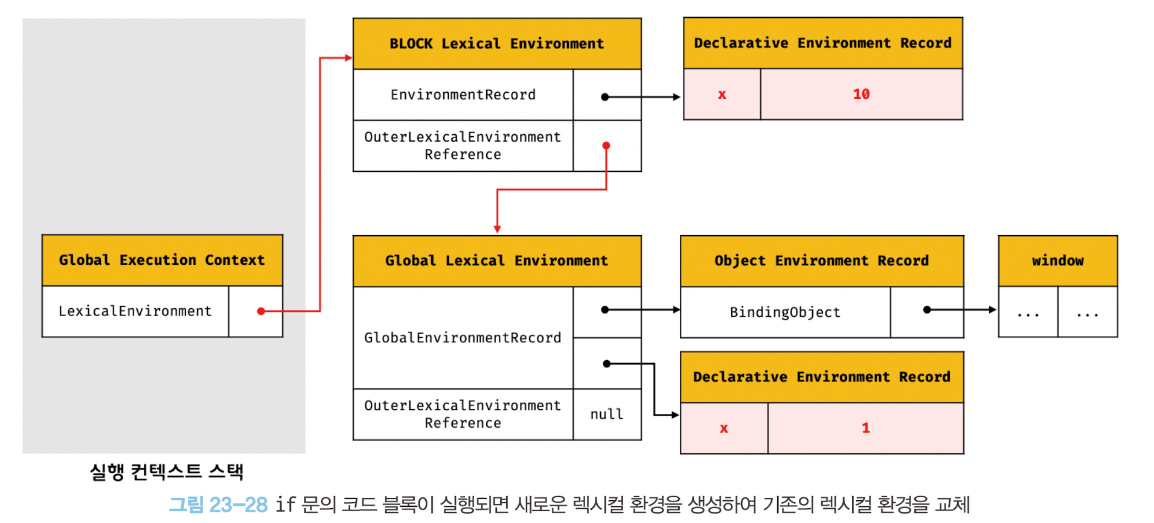 BLOCK Lexical Environment
EnvironmentRecord
OuterLexicalEnvironment
Reference
Declarative Environment Record
x
10
Global Execution Context
LexicalEnvironment
Global Lexical Environment
GlobalEnvironmentRecord
OuterLexicalEnvironment
Reference
null
Object Environment Record
BindingObject
window
...
...
Declarative Environment Record
x
1
실행 컨텍스트 스택
그림 23-28 if 문의 코드 블록이 실행되면 새로운 렉시컬 환경을 생성하여 기존의 렉시컬 환경을 교체